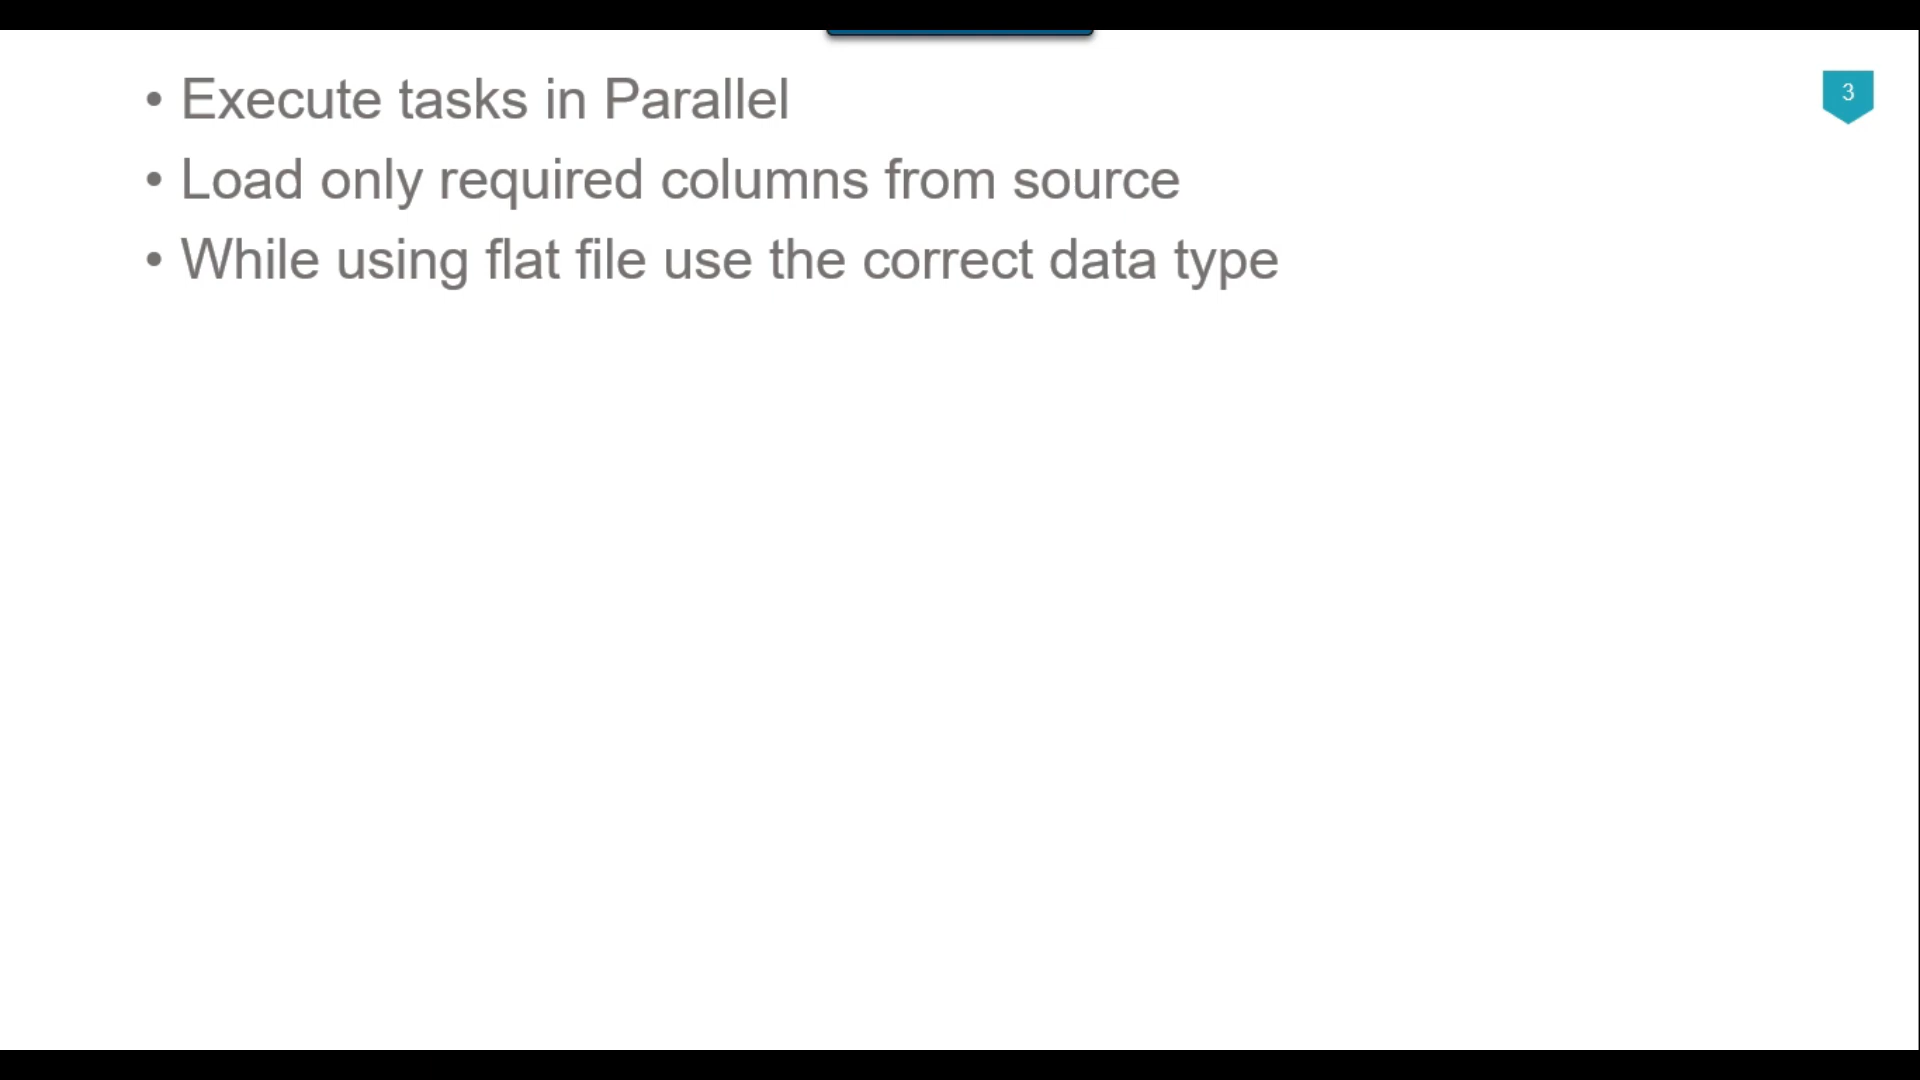 • Execute tasks in Parallel
3
• Load only required columns from source
• While using flat file use the correct data type